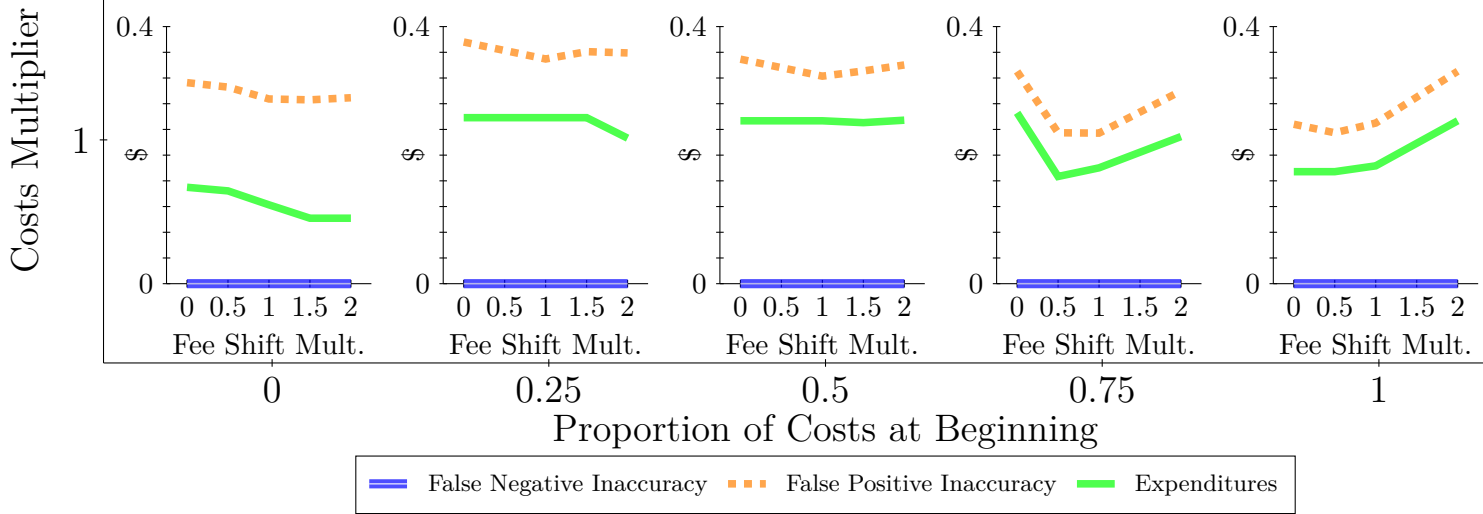 Costs Multiplier
1
0.4 0.4 0.4 0.4 0.4
$ $ $ $ $
0 0 0 0 0
0 0.5 1 1.5 2 0 0.5 1 1.5 2 0 0.5 1 1.5 2 0 0.5 1 1.5 2 0 0.5 1 1.5 2
Fee Shift Mult. Fee Shift Mult. Fee Shift Mult. Fee Shift Mult. Fee Shift Mult.
0 0.25 0.5 0.75 1
Proportion of Costs at Beginning
False Negative Inaccuracy False Positive Inaccuracy Expenditures